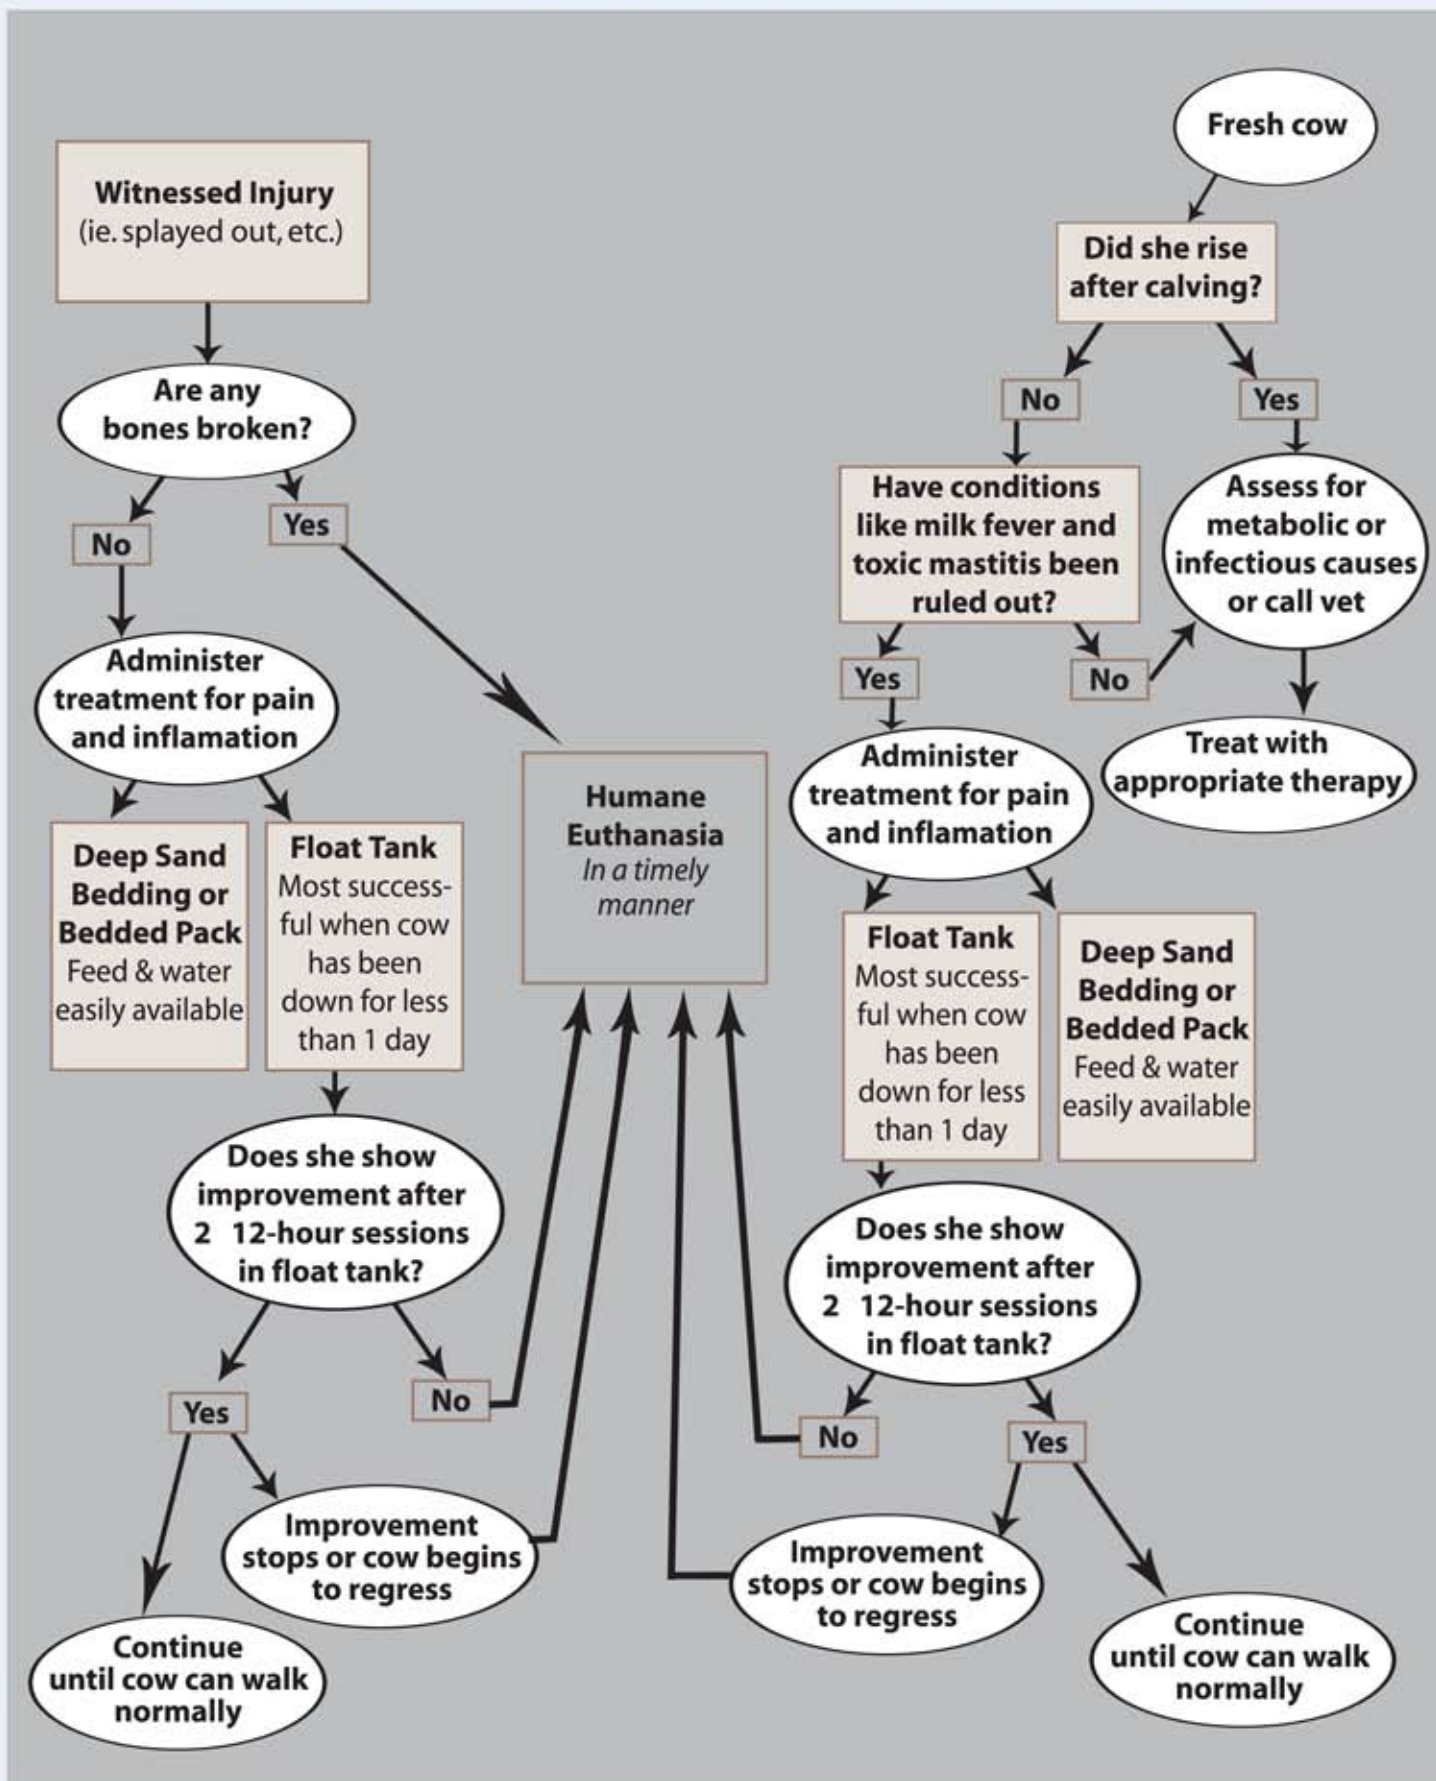 Witnessed Injury
(ie. splayed out, etc.)
Are any
bones broken?
No
Yes
Administer
treatment for pain
and inflamation
Deep Sand
Bedding or
Bedded Pack
Feed & water
easily available
Float Tank
Most success-
ful when cow
has been
down for less
than 1 day
Does she show
improvement after
2 12-hour sessions
in float tank?
Yes
No
Improvement
stops or cow begins
to regress
Continue
until cow can walk
normally
Humane
Euthanasia
In a timely
manner
Fresh cow
Did she rise
after calving?
No
Yes
Have conditions
like milk fever and
toxic mastitis been
ruled out?
Assess for
metabolic or
infectious causes
or call vet
Yes
No
Treat with
appropriate therapy
Administer
treatment for pain
and inflamation
Float Tank
Most success-
ful when cow
has been
down for less
than 1 day
Deep Sand
Bedding or
Bedded Pack
Feed & water
easily available
Does she show
improvement after
2 12-hour sessions
in float tank?
No
Yes
Improvement
stops or cow begins
to regress
Continue
until cow can walk
normally